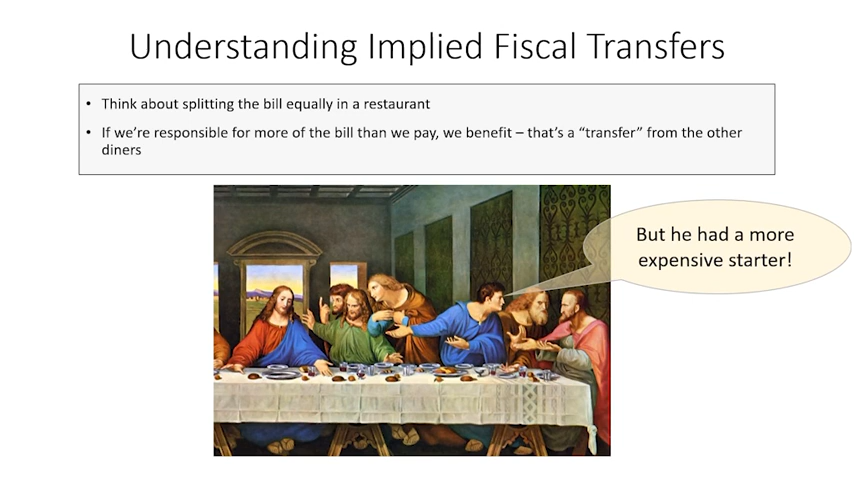 Understanding Implied Fiscal Transfers
• Think about splitting the bill equally in a restaurant
• If we’re responsible for more of the bill than we pay, we benefit – that’s a “transfer” from the other
diners
But he had a more
expensive starter!